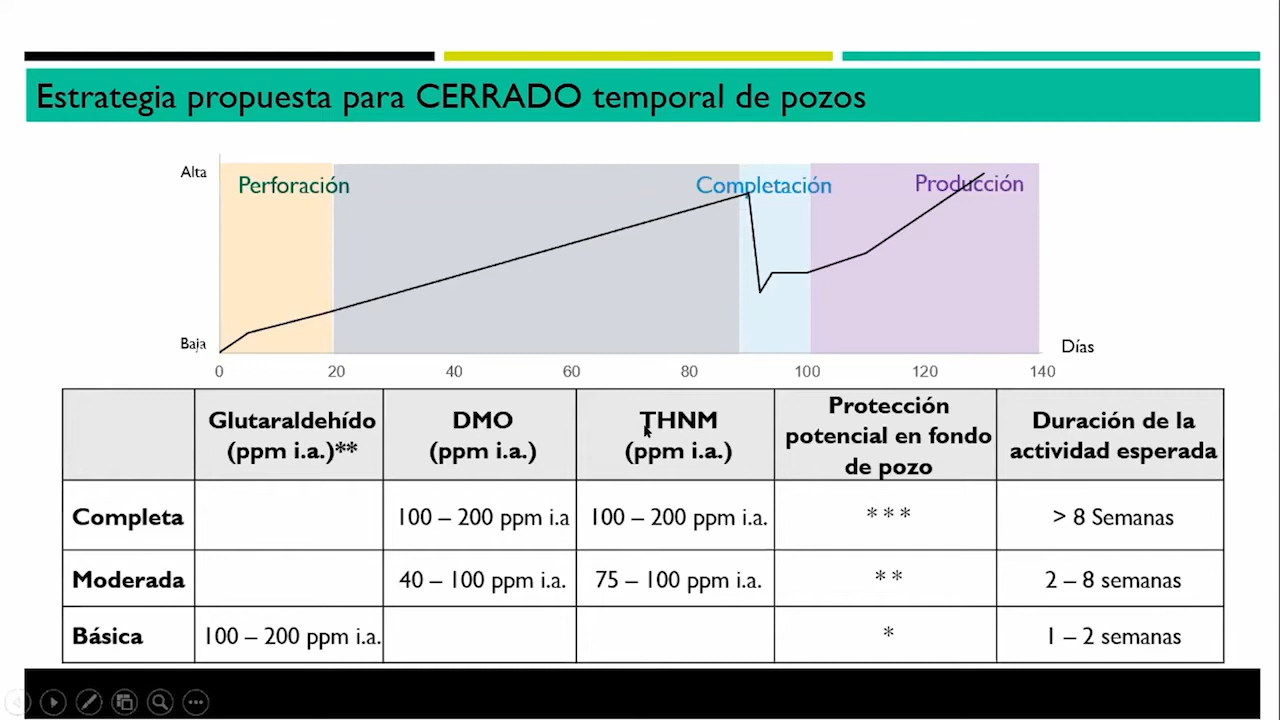 Estrategia propuesta para CERRADO temporal de pozos
Alta
Perforación
Completación
Producción
Baja
Días
0 20 40 60 80 100 120 140
Glutaraldehído
(ppm i.a.)**
DMO
(ppm i.a.)
THNM
(ppm i.a.)
Protección
potencial en fondo
de pozo
Duración de la
actividad esperada
Completa 100 – 200 ppm i.a 100 – 200 ppm i.a. * * * > 8 Semanas
Moderada 40 – 100 ppm i.a. 75 – 100 ppm i.a. * * 2 – 8 semanas
Básica 100 – 200 ppm i.a. * 1 – 2 semanas